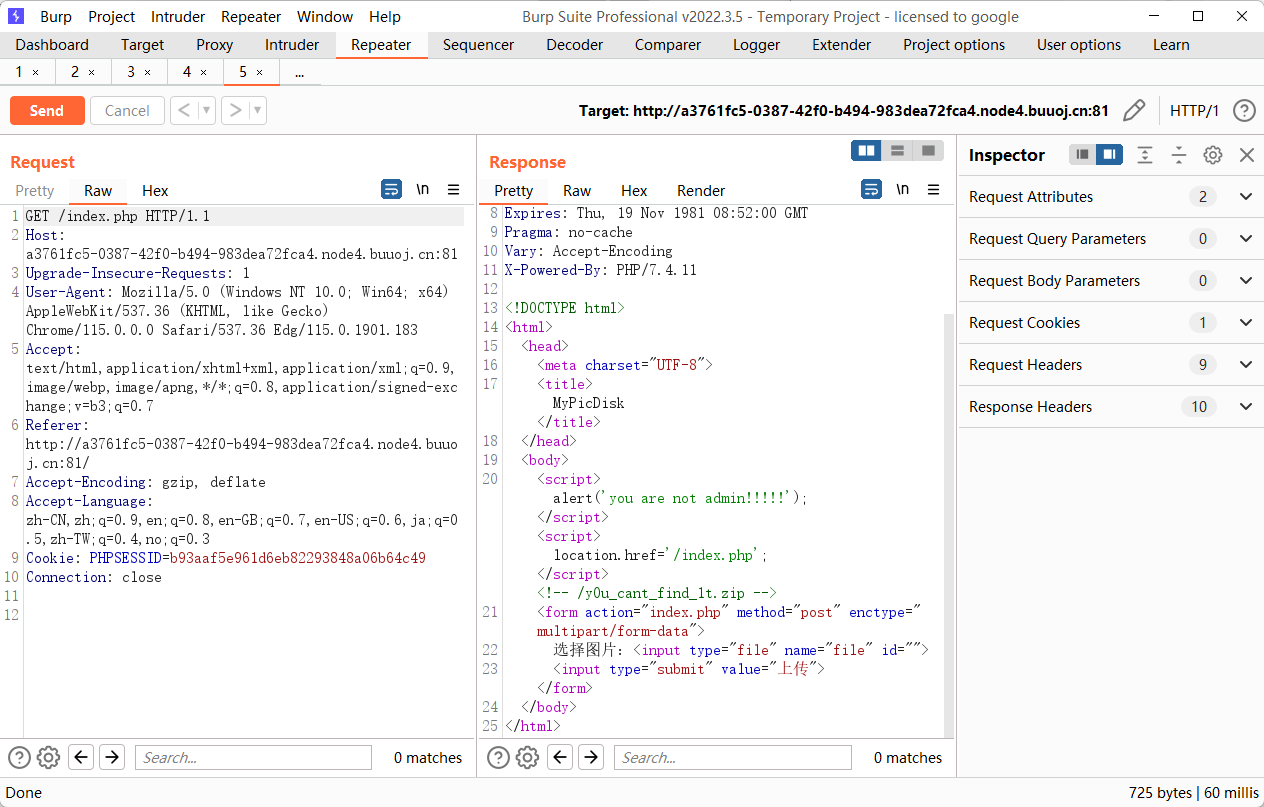 Burp Project Intruder Repeater Window Help Burp Suite Professional v2022.3.5 - Temporary Project - licensed to google
Dashboard Target Proxy Intruder Repeater Sequencer Decoder Comparer Logger Extender Project options User options Learn
1 × 2 × 3 × 4 × 5 × ...
Send Cancel < > Target: http://a3761fc5-0387-42f0-b494-983dea72fca4.node4.buuoj.cn:81 HTTP/1 ?
Request
Pretty Raw Hex \n
1 GET /index.php HTTP/1.1
2 Host:
a3761fc5-0387-42f0-b494-983dea72fca4.node4.buuoj.cn:81
3 Upgrade-Insecure-Requests: 1
4 User-Agent: Mozilla/5.0 (Windows NT 10.0; Win64; x64)
AppleWebKit/537.36 (KHTML, like Gecko)
Chrome/115.0.0.0 Safari/537.36 Edg/115.0.1901.183
5 Accept:
text/html,application/xhtml+xml,application/xml;q=0.9,
image/webp,image/apng,*/*;q=0.8,application/signed-exc
hange;v=b3;q=0.7
6 Referer:
http://a3761fc5-0387-42f0-b494-983dea72fca4.node4.buuo
j.cn:81/
7 Accept-Encoding: gzip, deflate
8 Accept-Language:
zh-CN,zh;q=0.9,en;q=0.8,en-GB;q=0.7,en-US;q=0.6,ja;q=0
.5,zh-TW;q=0.4,no;q=0.3
9 Cookie: PHPSESSID=b93aaf5e961d6eb82293848a06b64c49
10 Connection: close
11
12
? Search... 0 matches
Response
Pretty Raw Hex Render \n
8 Expires: Thu, 19 Nov 1981 08:52:00 GMT
9 Pragma: no-cache
10 Vary: Accept-Encoding
11 X-Powered-By: PHP/7.4.11
12
13 <!DOCTYPE html>
14 <html>
15 <head>
16 <meta charset="UTF-8">
17 <title>
MyPicDisk
</title>
18 </head>
19 <body>
20 <script>
alert('you are not admin!!!!!');
</script>
<script>
location.href='/index.php';
</script>
<!-- /y0u_cant_find_1t.zip -->
21 <form action="index.php" method="post" enctype="
multipart/form-data">
22 选择图片：<input type="file" name="file" id="">
23 <input type="submit" value="上传">
</form>
24 </body>
25 </html>
? Search... 0 matches
Inspector
Request Attributes 2
Request Query Parameters 0
Request Body Parameters 0
Request Cookies 1
Request Headers 9
Response Headers 10
Done 725 bytes | 60 millis